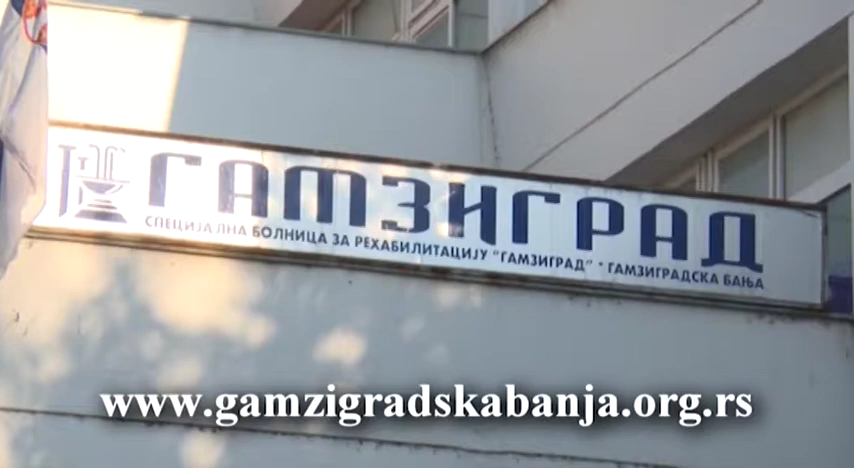 ГАМЗИГРАД
СПЕЦИЈАЛНА БОЛНИЦА ЗА РЕХАБИЛИТАЦИЈУ "ГАМЗИГРАД" · ГАМЗИГРАДСКА БАЊА
www.gamzigradskabanja.org.rs